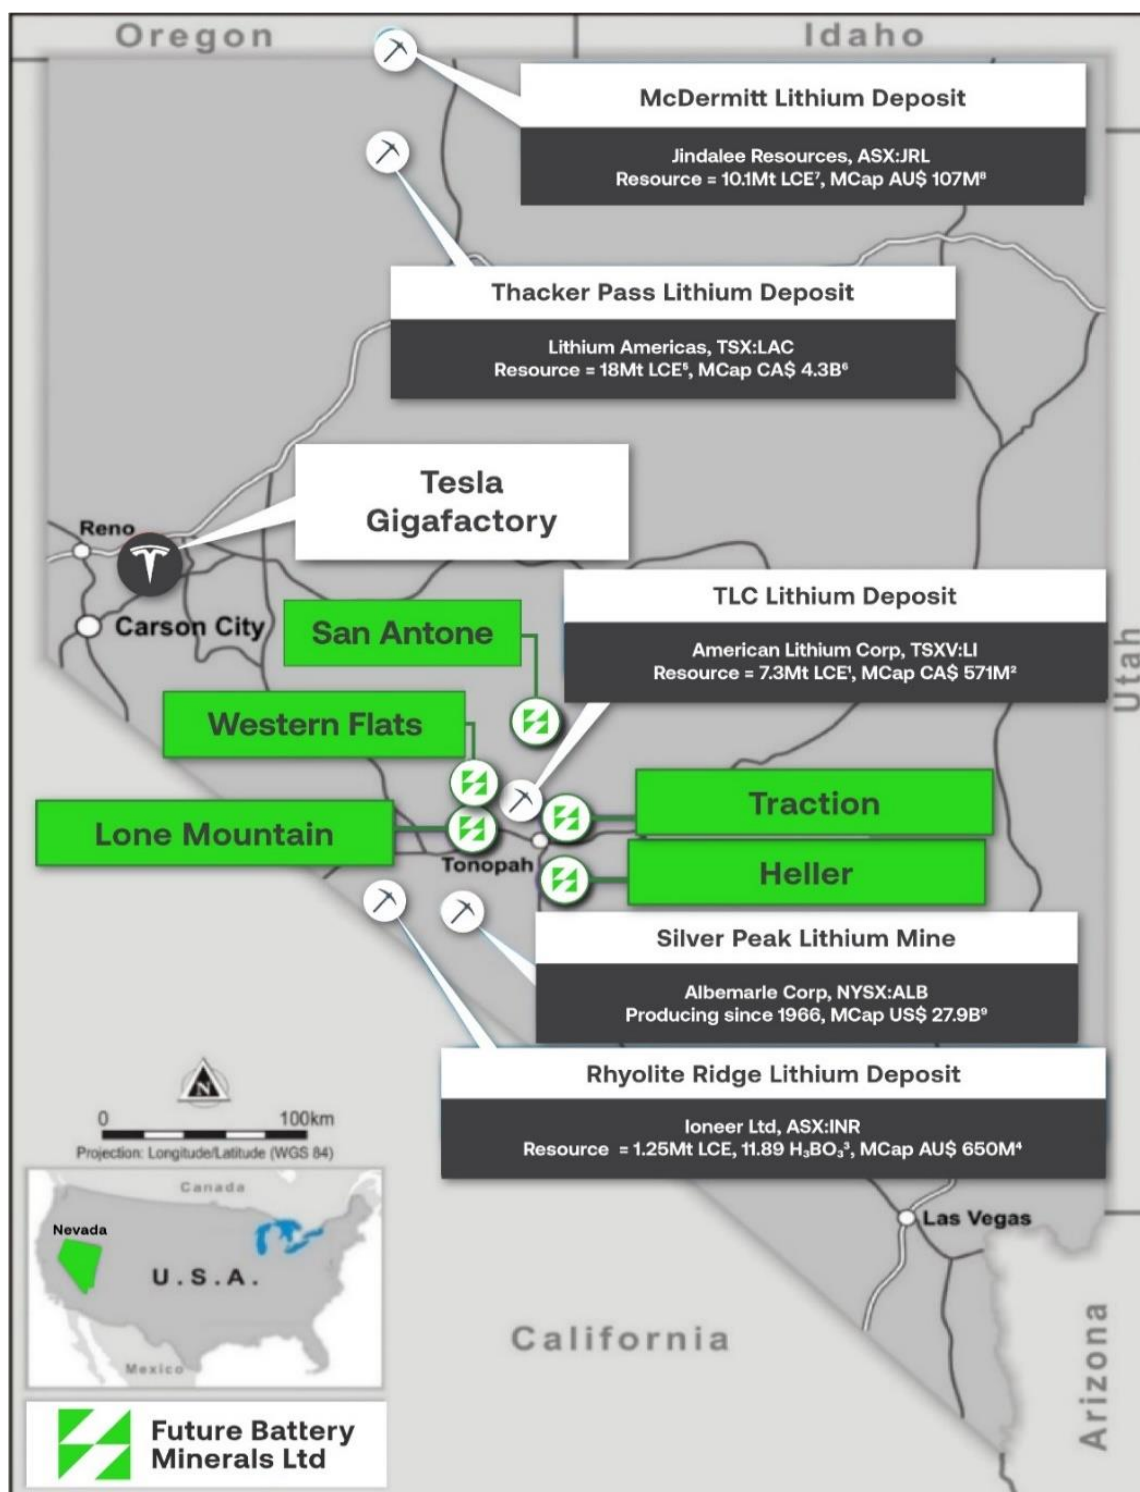 Oregon
Idaho
McDermitt Lithium Deposit
Jindalee Resources, ASX:JRL
Resource = 10.1Mt LCE⁷, MCap AU$ 107M⁸
Thacker Pass Lithium Deposit
Lithium Americas, TSX:LAC
Resource = 18Mt LCE⁵, MCap CA$ 4.3B⁶
Tesla
Gigafactory
Reno
Carson City
TLC Lithium Deposit
American Lithium Corp, TSXV:LI
Resource = 7.3Mt LCE¹, MCap CA$ 571M²
Utah
San Antone
Western Flats
Traction
Lone Mountain
Tonopah
Heller
Silver Peak Lithium Mine
Albemarle Corp, NYSX:ALB
Producing since 1966, MCap US$ 27.9B⁹
Rhyolite Ridge Lithium Deposit
Ioneer Ltd, ASX:INR
Resource = 1.25Mt LCE, 11.89 H₃BO₃³, MCap AU$ 650M⁴
N
0 100km
Projection: Longitude/Latitude (WGS 84)
Canada
Nevada
U.S.A.
Mexico
Las Vegas
California
Arizona
Future Battery
Minerals Ltd